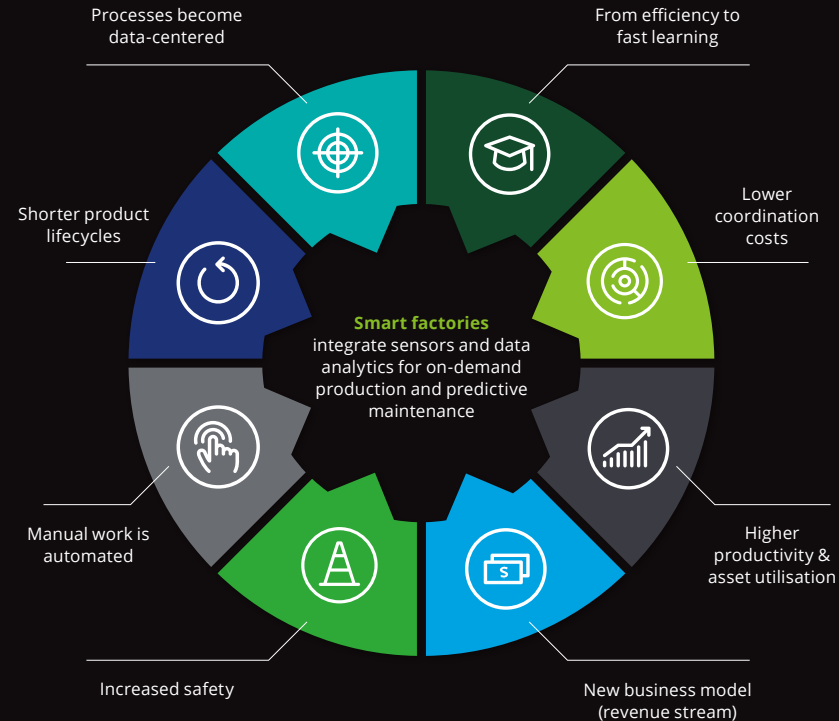 Processes become
data-centered
From efficiency to
fast learning
Shorter product
lifecycles
Lower
coordination
costs
Smart factories
integrate sensors and data
analytics for on-demand
production and predictive
maintenance
Manual work is
automated
Higher
productivity &
asset utilisation
S
Increased safety
New business model
(revenue stream)